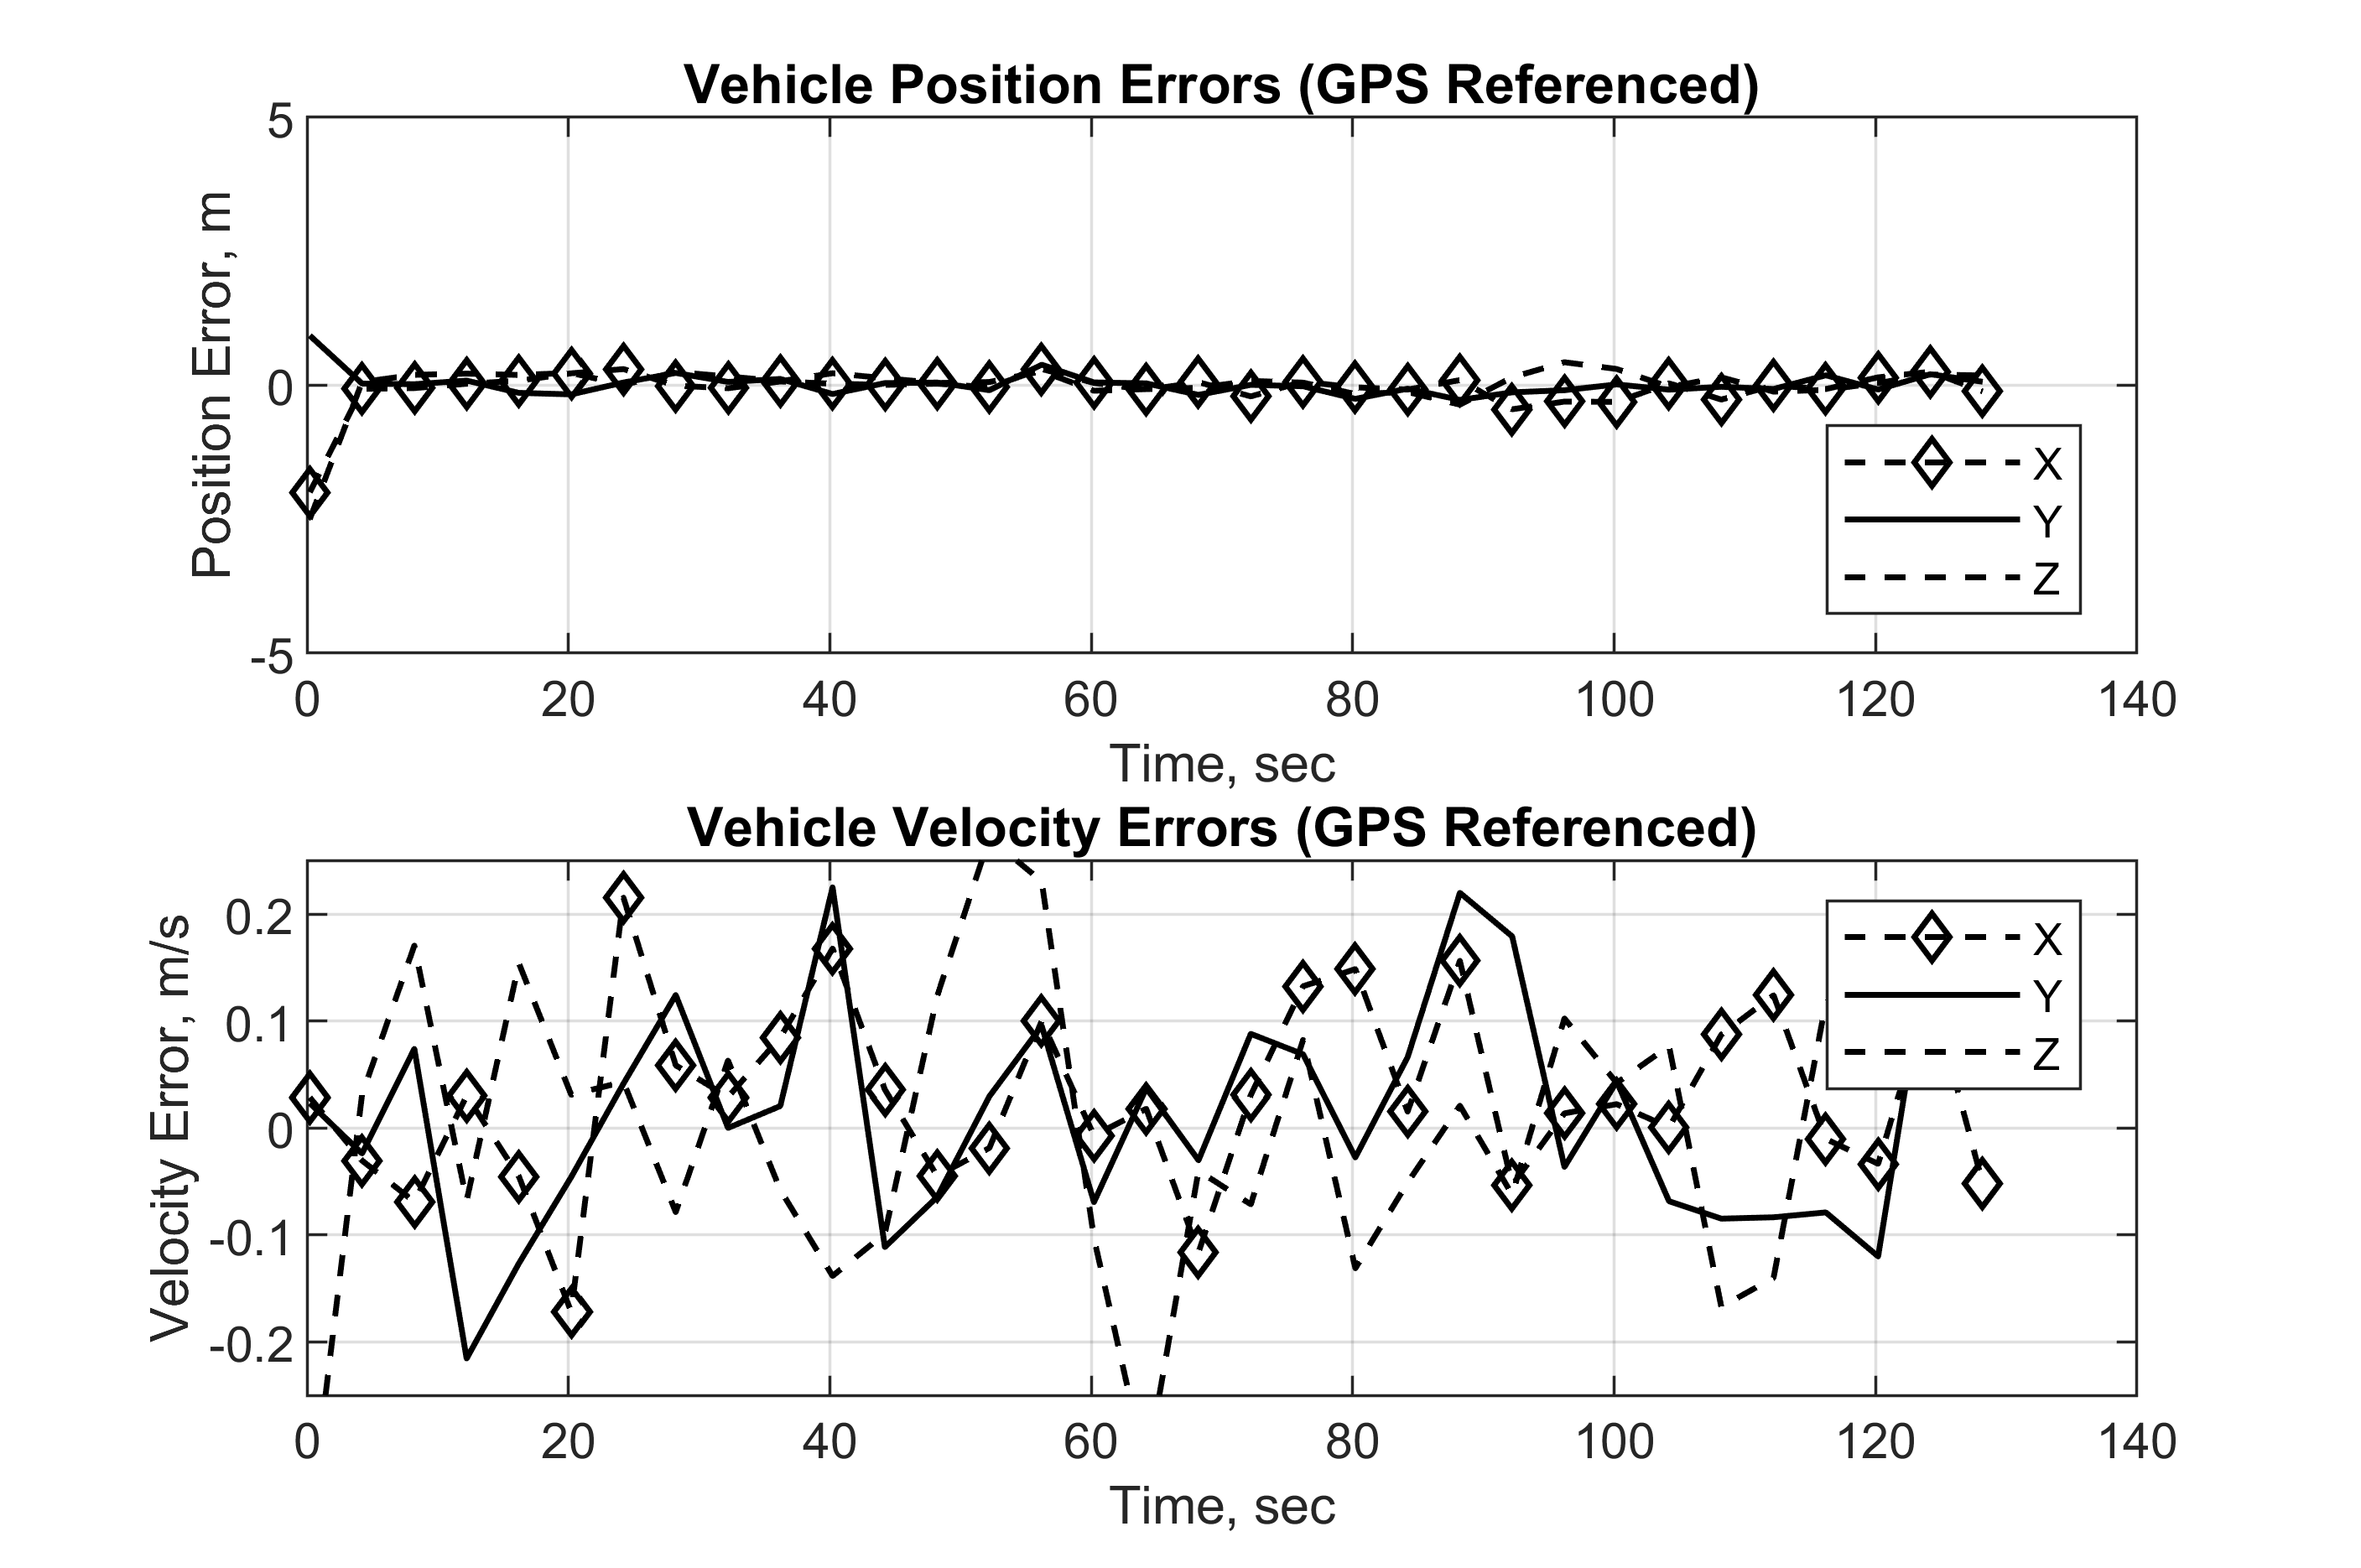 Vehicle Position Errors (GPS Referenced)
5
0
-5
Position Error, m
0 20 40 60 80 100 120 140
Time, sec
X
Y
Z
Vehicle Velocity Errors (GPS Referenced)
0.2
0.1
0
-0.1
-0.2
Velocity Error, m/s
0 20 40 60 80 100 120 140
Time, sec
X
Y
Z